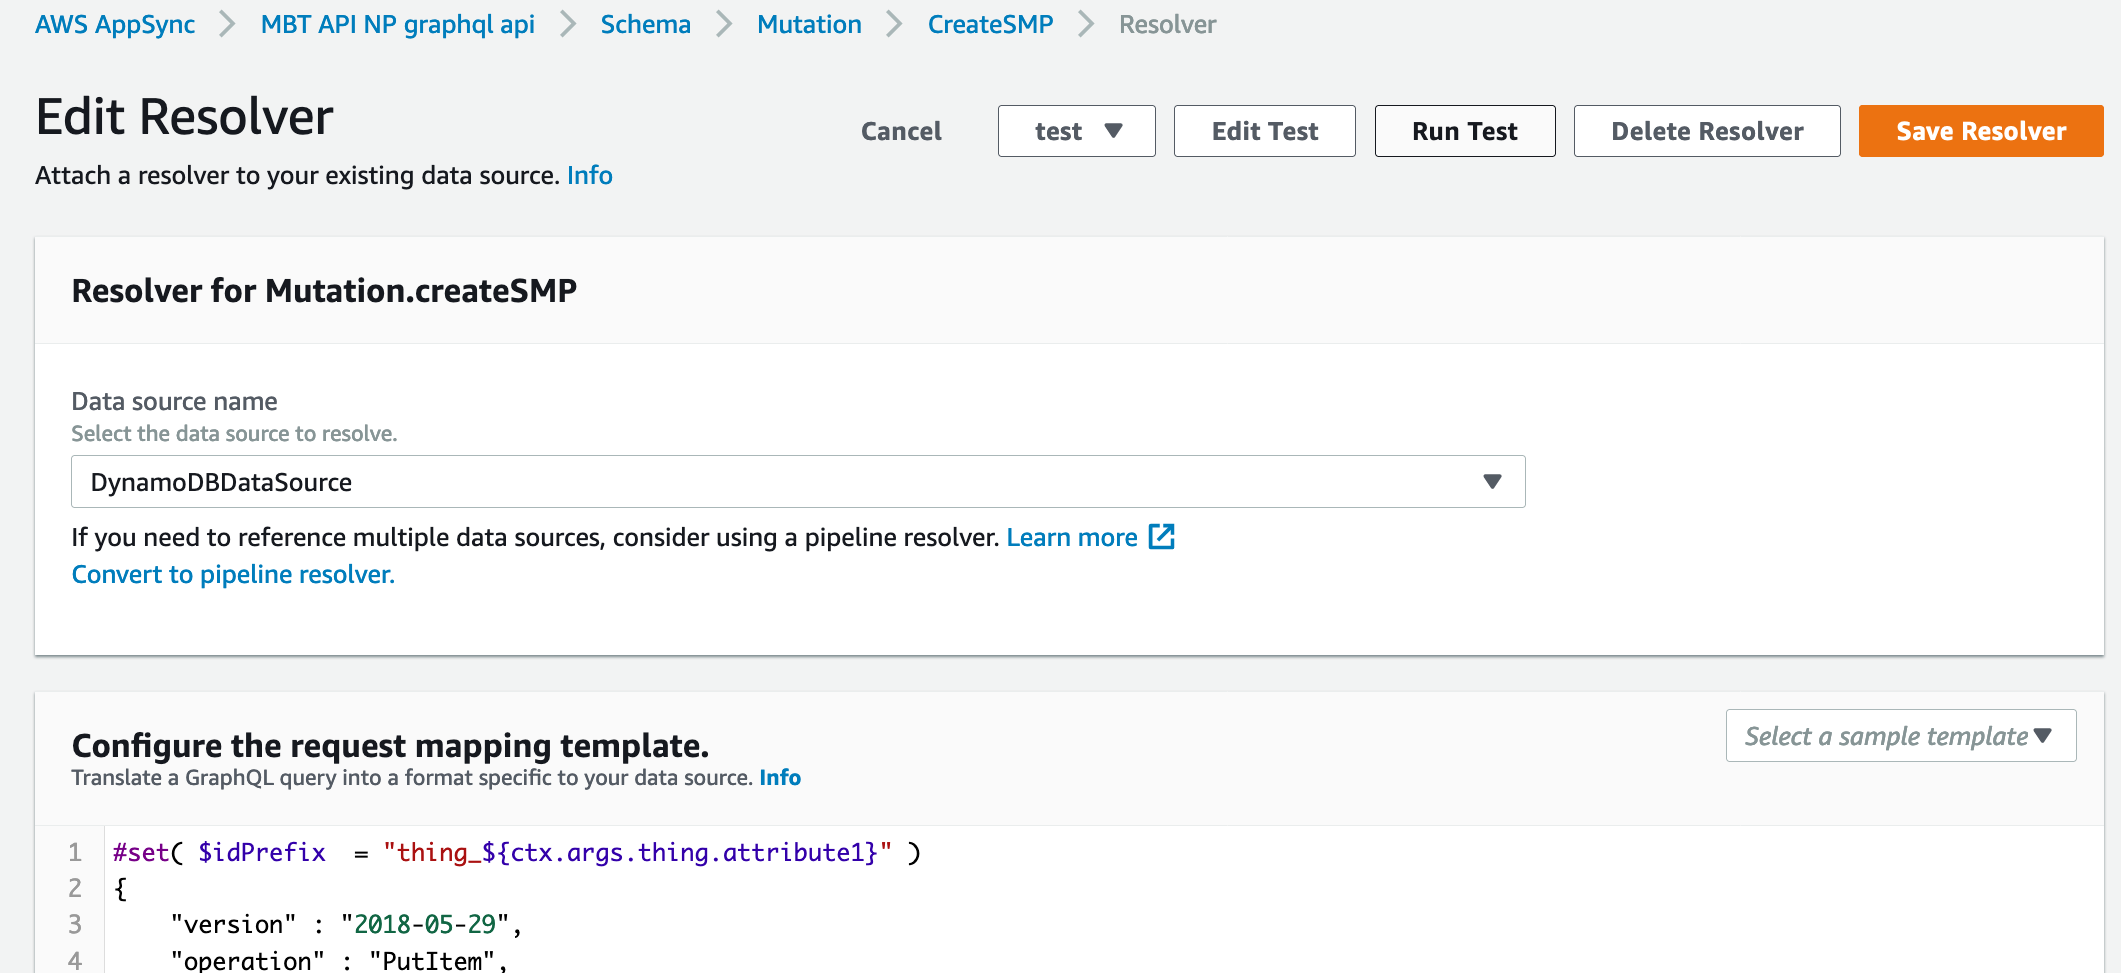 AWS AppSync > MBT API NP graphql api > Schema > Mutation > CreateSMP > Resolver
Edit Resolver
Cancel
test
Edit Test
Run Test
Delete Resolver
Save Resolver
Attach a resolver to your existing data source. Info
Resolver for Mutation.createSMP
Data source name
Select the data source to resolve.
DynamoDBDataSource
If you need to reference multiple data sources, consider using a pipeline resolver. Learn more
Convert to pipeline resolver.
Configure the request mapping template.
Select a sample template
Translate a GraphQL query into a format specific to your data source. Info
1 #set( $idPrefix  = "thing_${ctx.args.thing.attribute1}" )
2 {
3     "version" : "2018-05-29",
4     "operation" : "PutItem",